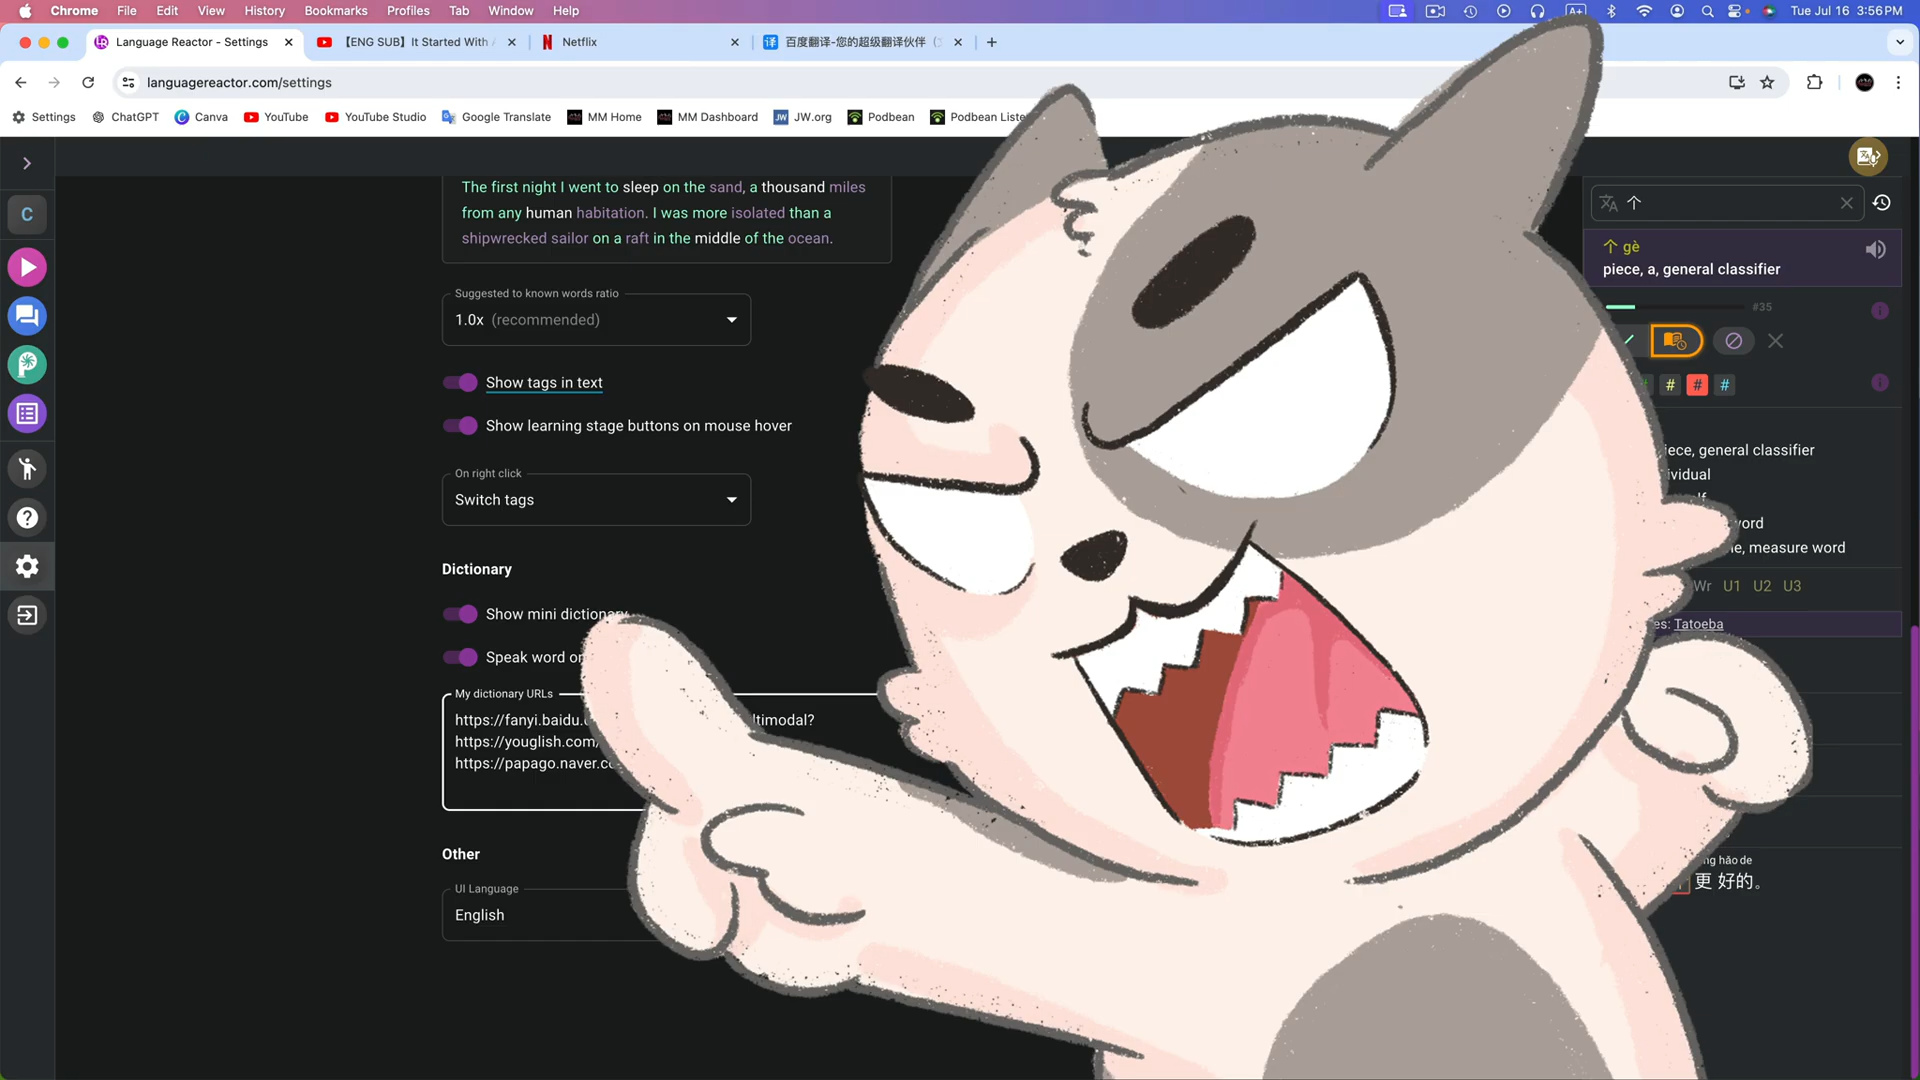 Chrome File Edit View History Bookmarks Profiles Tab Window Help
Tue Jul 16 3:56 PM
Language Reactor - Settings
【ENG SUB】It Started With
Netflix
百度翻译-您的超级翻译伙伴
languagereactor.com/settings
Settings ChatGPT Canva YouTube YouTube Studio Google Translate MM Home MM Dashboard JW.org Podbean Podbean
C
The first night I went to sleep on the sand, a thousand miles
from any human habitation. I was more isolated than a
shipwrecked sailor on a raft in the middle of the ocean.
Suggested to known words ratio
1.0x (recommended)
Show tags in text
Show learning stage buttons on mouse hover
On right click
Switch tags
Dictionary
Show mini dictionary
Speak word
My dictionary URLs
https://fanyi.baidu.
https://youglish.com/
https://papago.naver.
Other
UI Language
English
个
个 gè
piece, a, general classifier
#35
# # #
general classifier
word
measure word
Wr U1 U2 U3
Tatoeba
hǎo de
更 好的。